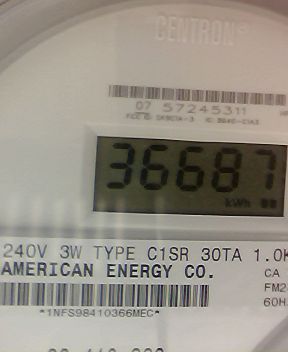 CENTRON®
07 57245311
36687
kWh
240V 3W TYPE C1SR 30TA 1.0K
AMERICAN ENERGY CO.
CA
FM2
60H
*1NFS98410366MEC*